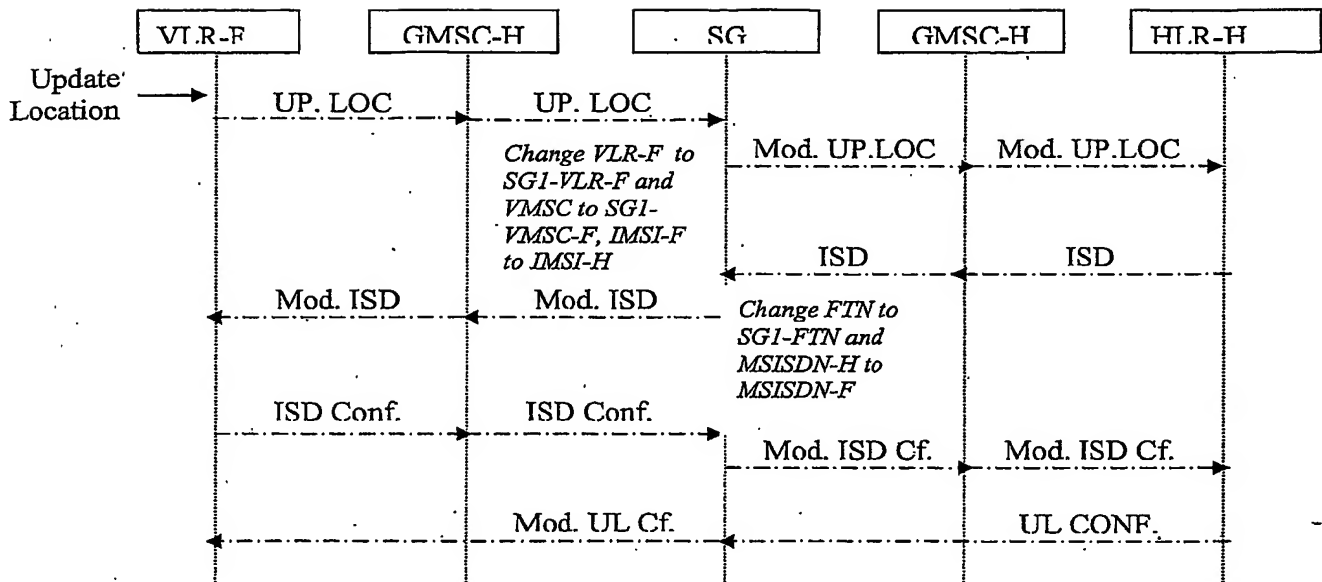 VLR-F GMSC-H SG GMSC-H HLR-H
Update
Location
UP. LOC UP. LOC
Mod. UP.LOC Mod. UP.LOC
Change VLR-F to
SG1-VLR-F and
VMSC to SG1-
VMSC-F, IMSI-F
to IMSI-H
ISD ISD
Mod. ISD Mod. ISD
Change FTN to
SG1-FTN and
MSISDN-H to
MSISDN-F
ISD Conf. ISD Conf.
Mod. ISD Cf. Mod. ISD Cf.
Mod. UL Cf. UL CONF.